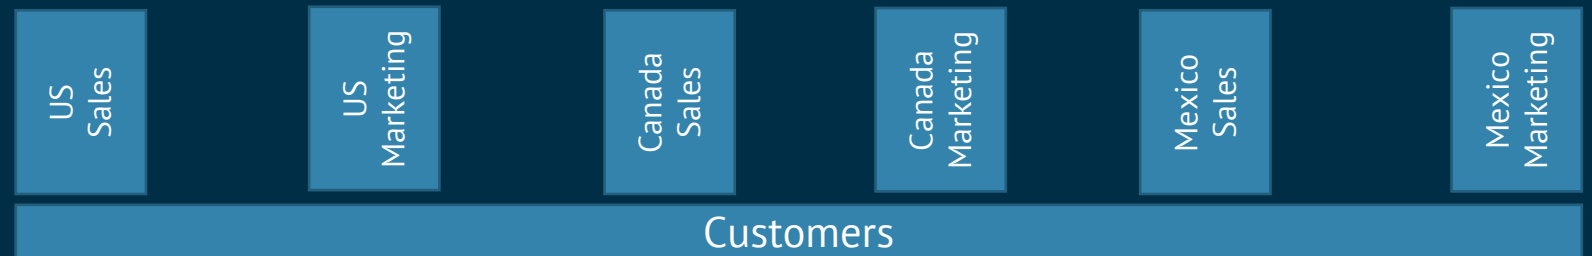 US
Sales
US
Marketing
Canada
Sales
Canada
Marketing
Mexico
Sales
Mexico
Marketing
Customers